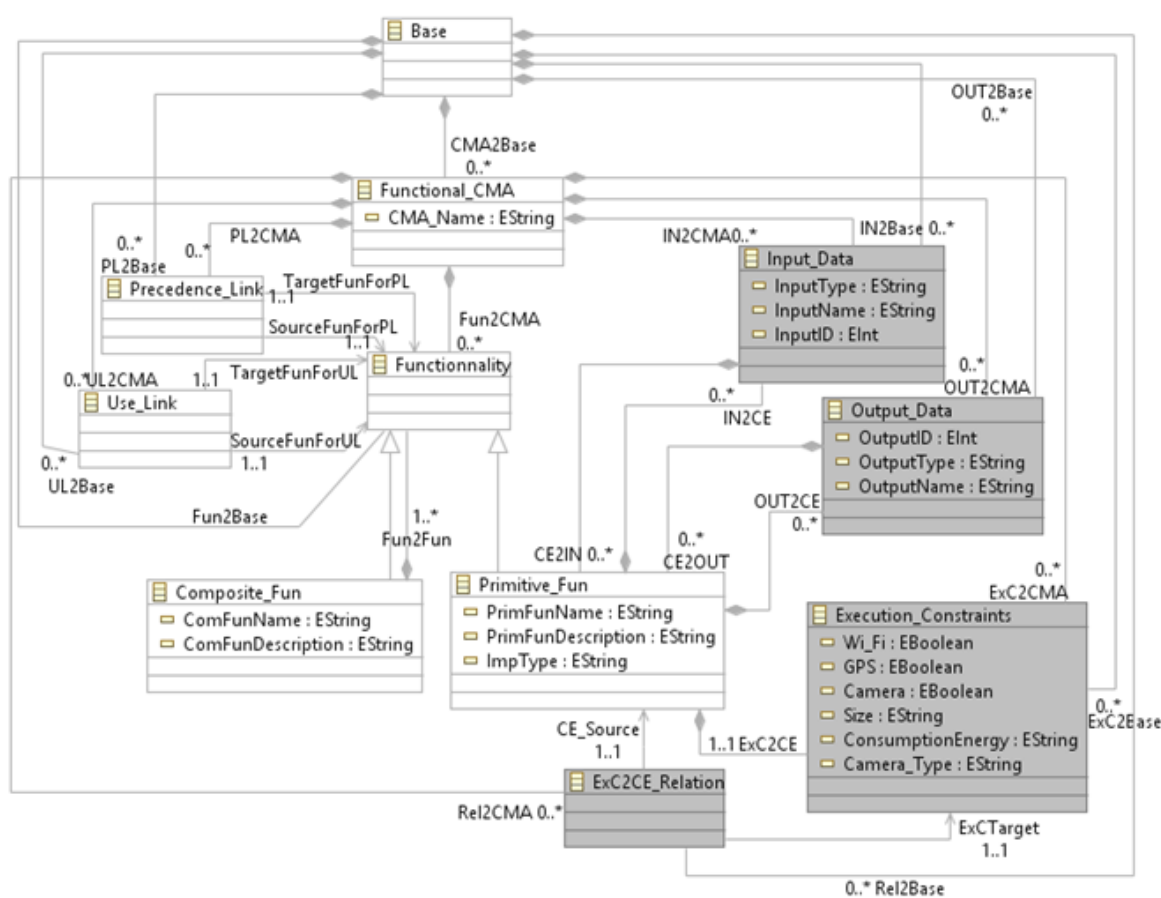 Base
OUT2Base
0..*
CMA2Base
0..*
Functional_CMA
CMA_Name : EString
PL2CMA
0..*
0..*
PL2Base
IN2CMA0..*
IN2Base 0..*
Input_Data
InputType : EString
InputName : EString
InputID : EInt
Precedence_Link
TargetFunForPL
1..1
SourceFunForPL
1..1
Fun2CMA
0..*
Functionnality
TargetFunForUL
1..1
0..*
UL2CMA
Use_Link
SourceFunForUL
1..1
0..*
UL2Base
0..*
OUT2CMA
0..*
IN2CE
Output_Data
OutputID : EInt
OutputType : EString
OutputName : EString
OUT2CE
0..*
Fun2Base
1..*
Fun2Fun
CE2IN 0..*
0..*
CE2OUT
Composite_Fun
ComFunName : EString
ComFunDescription : EString
Primitive_Fun
PrimFunName : EString
PrimFunDescription : EString
ImpType : EString
0..*
ExC2CMA
Execution_Constraints
Wi_Fi : EBoolean
GPS : EBoolean
Camera : EBoolean
Size : EString
ConsumptionEnergy : EString
Camera_Type : EString
0..*
ExC2Base
CE_Source
1..1
1..1 ExC2CE
ExC2CE_Relation
Rel2CMA 0..*
ExCTarget
1..1
0..* Rel2Base